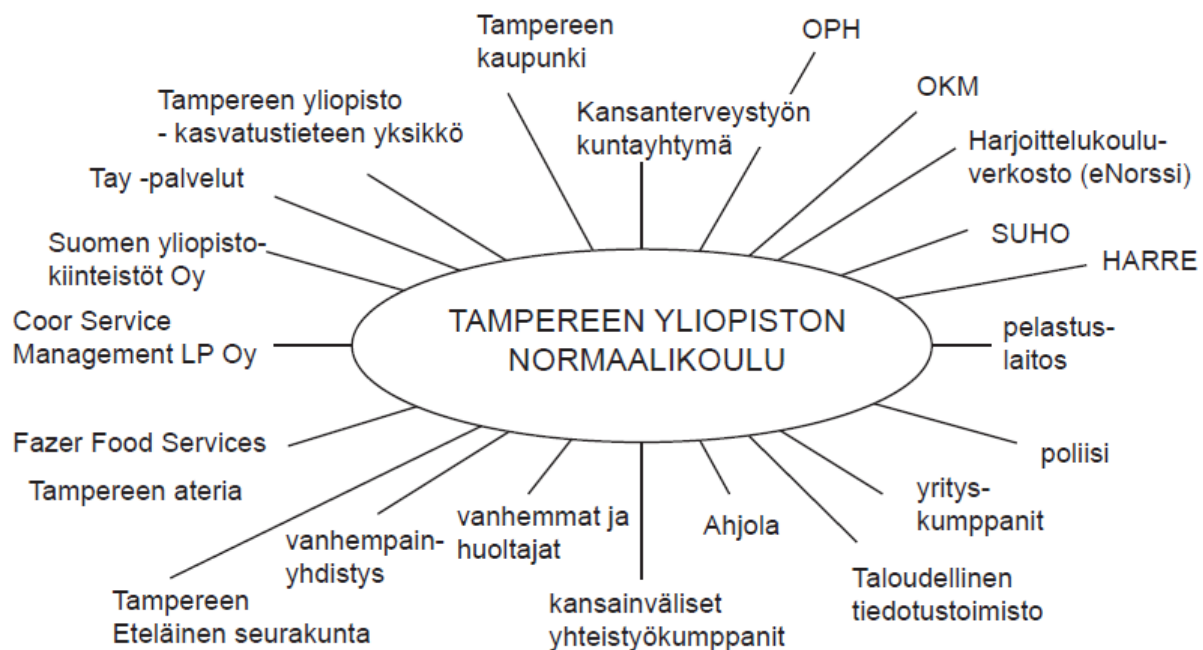 Tampereen
kaupunki
OPH
OKM
Tampereen yliopisto
- kasvatustieteen yksikkö
Kansanterveystyön
kuntayhtymä
Harjoittelukoulu-
verkosto (eNorssi)
Tay -palvelut
SUHO
Suomen yliopisto-
kiinteistöt Oy
HARRE
Coor Service
Management LP Oy
TAMPEREEN YLIOPISTON
NORMAALIKOULU
pelastus-
laitos
Fazer Food Services
poliisi
Tampereen ateria
yritys-
kumppanit
vanhempain-
yhdistys
vanhemmat ja
huoltajat
Ahjola
Taloudellinen
tiedotustoimisto
Tampereen
Eteläinen seurakunta
kansainväliset
yhteistyökumppanit